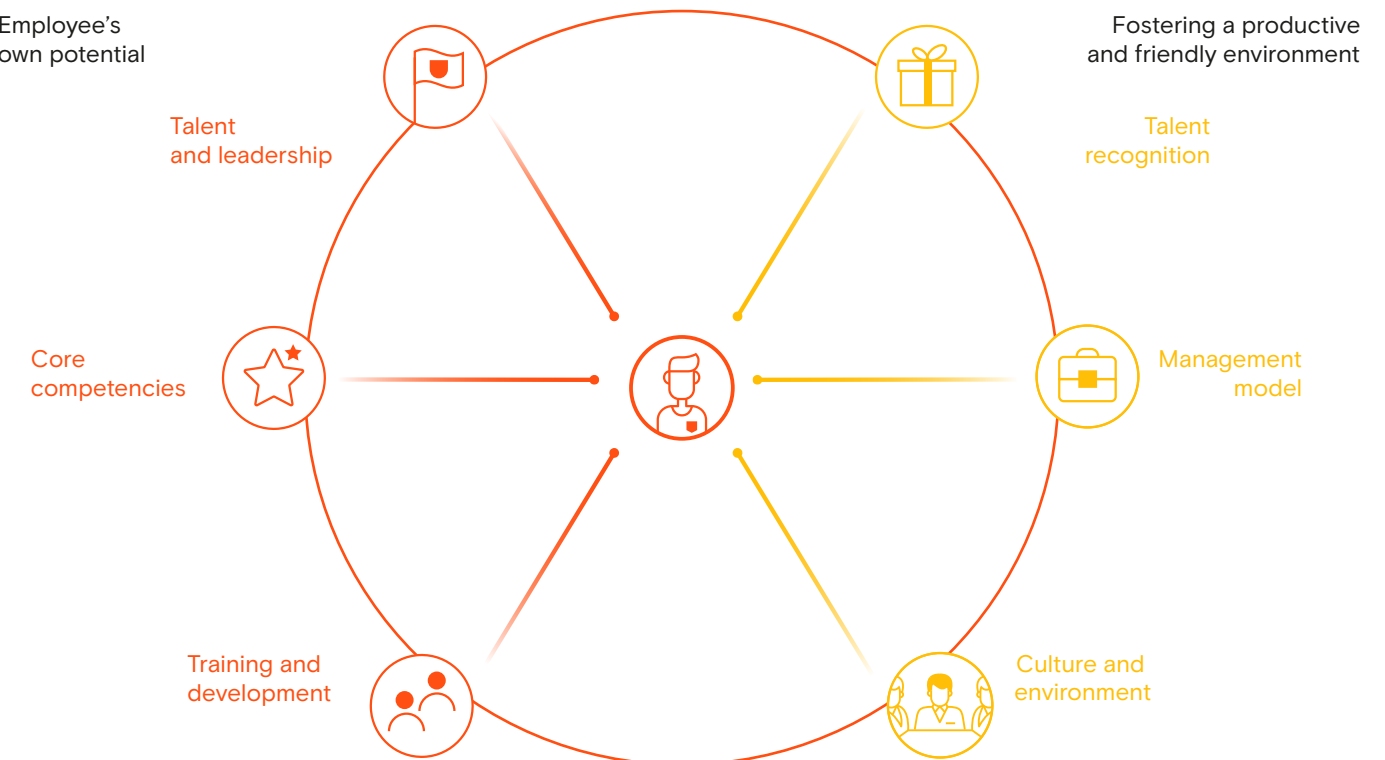 Employee's
own potential
Fostering a productive
and friendly environment
Talent
and leadership
Talent
recognition
Core
competencies
Management
model
Training and
development
Culture and
environment